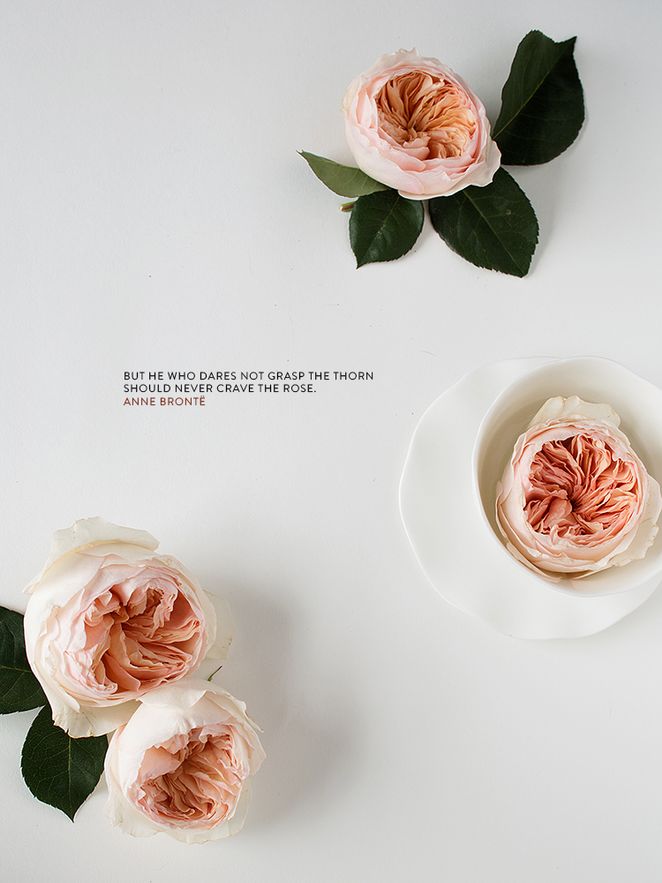 BUT HE WHO DARES NOT GRASP THE THORN
SHOULD NEVER CRAVE THE ROSE.
ANNE BRONTË